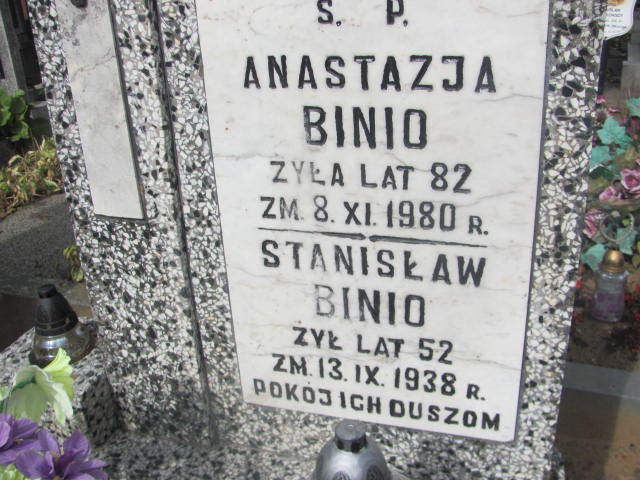 Ś. P.
ANASTAZJA
BINIO
ŻYŁA LAT 82
ZM. 8. XI. 1980 R.
STANISŁAW
BINIO
ŻYŁ LAT 52
ZM. 13. IX. 1938 R.
POKÓJ ICH DUSZOM